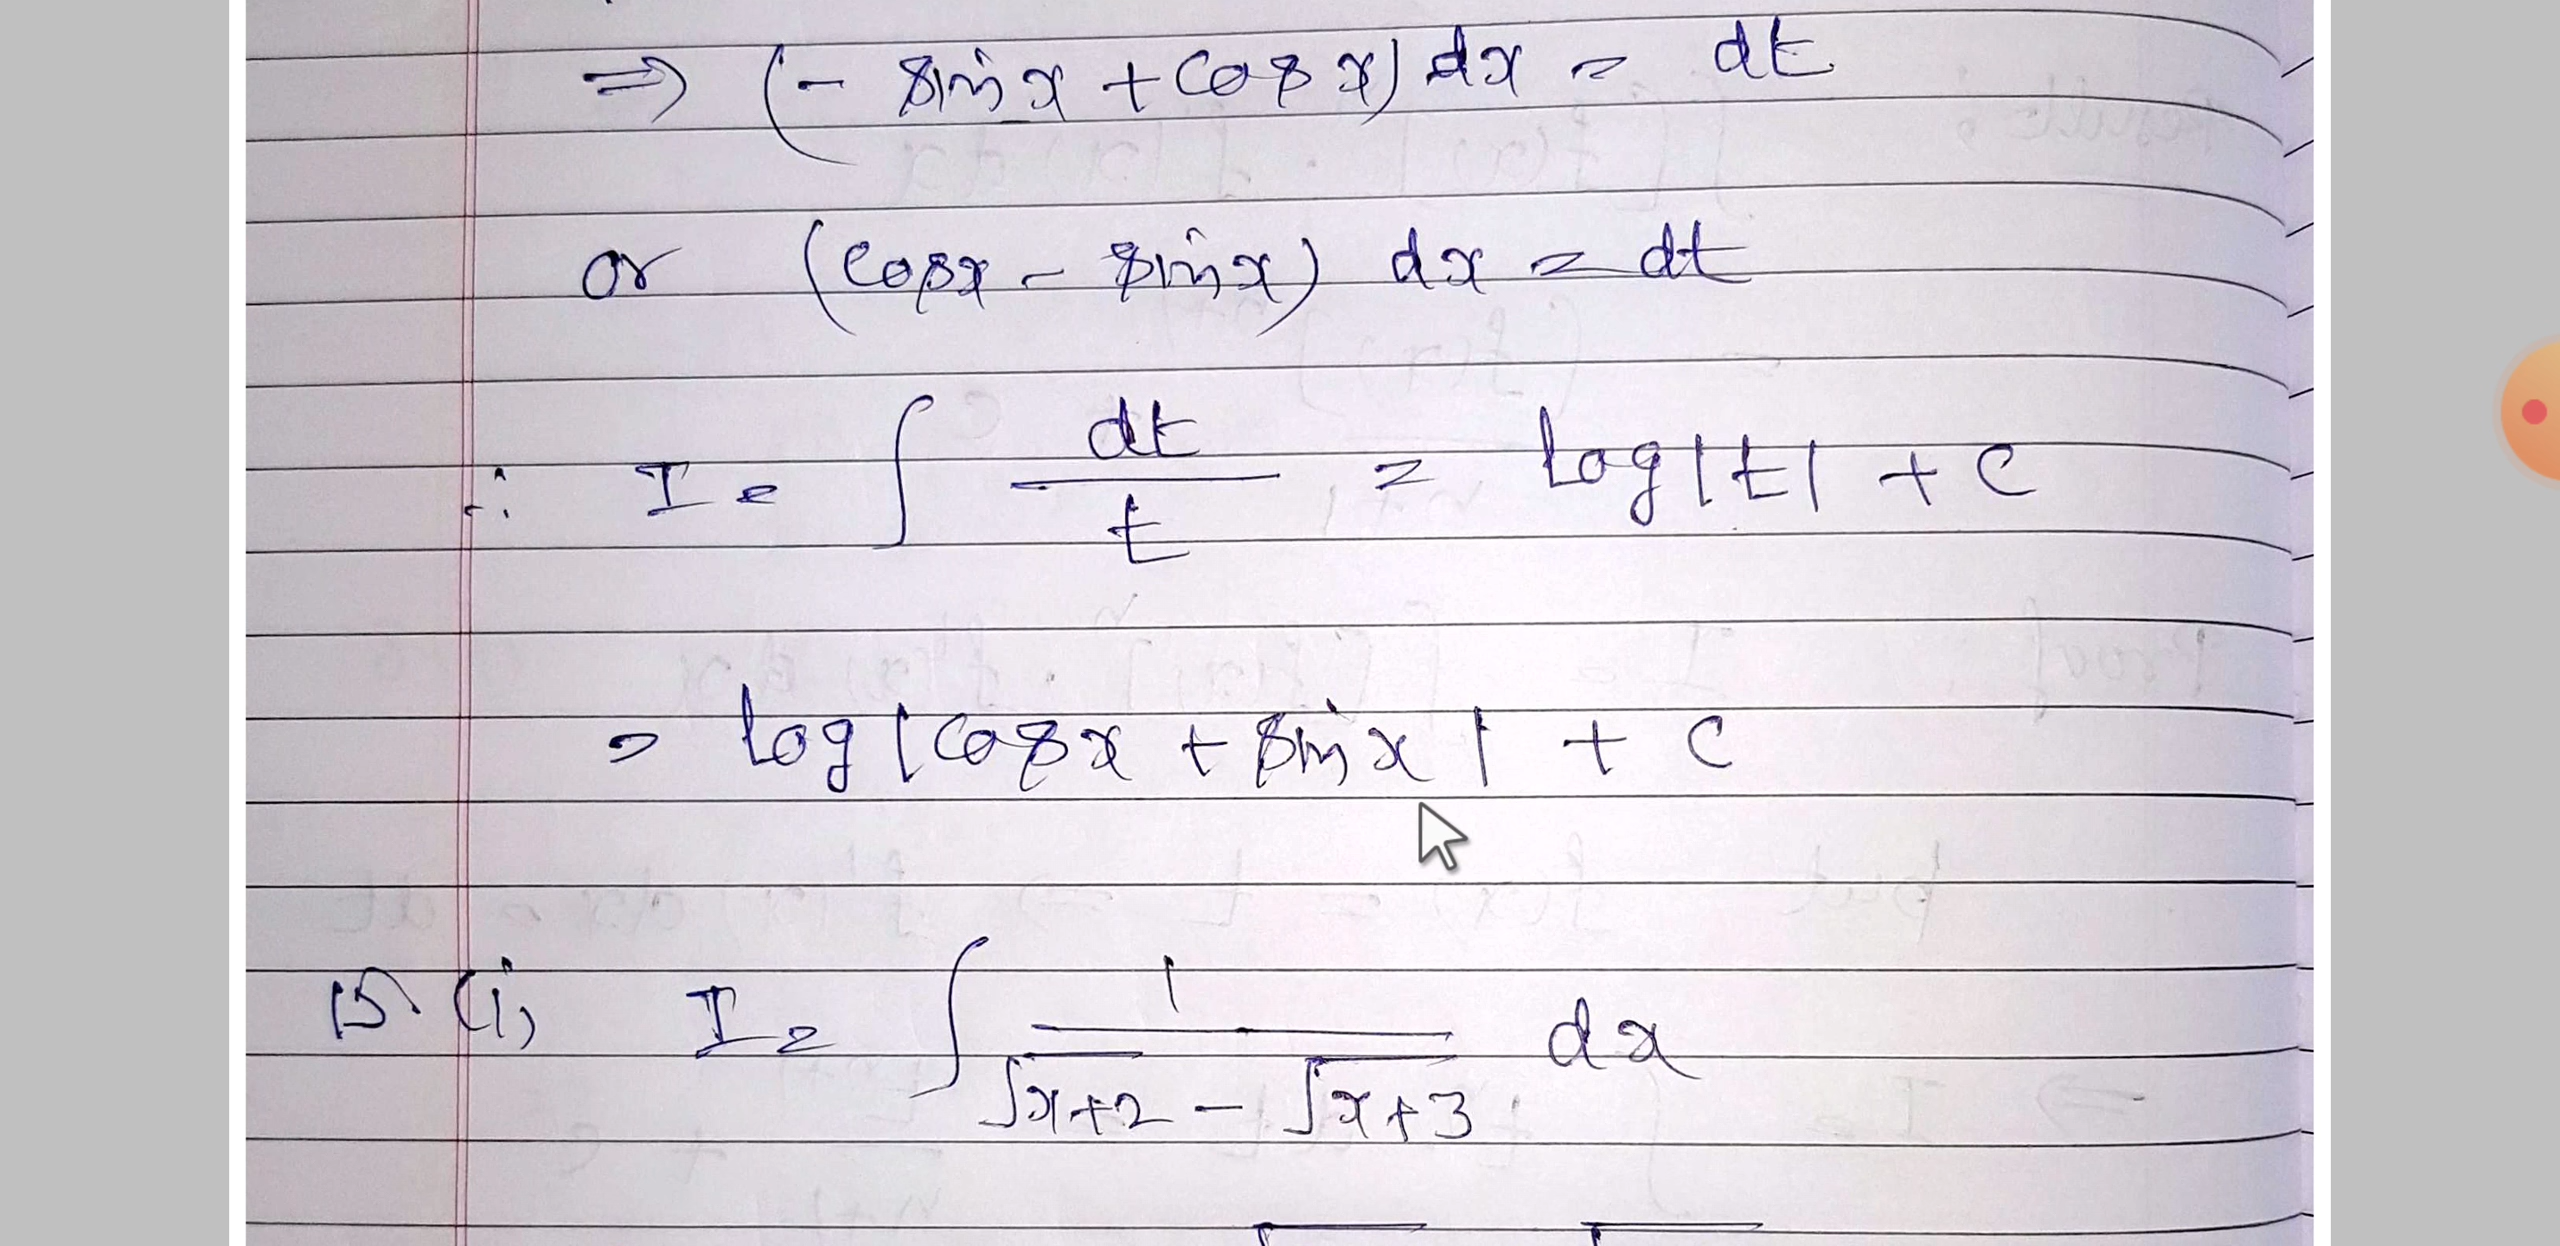 ⇒ (- sin x + cos x) dx = dt
or (cos x - sin x) dx = dt
∴ I = ∫ dt/t = log|t| + c
= log|cos x + sin x| + c
15. (i) I = ∫ 1/(√x+2 - √x+3) dx